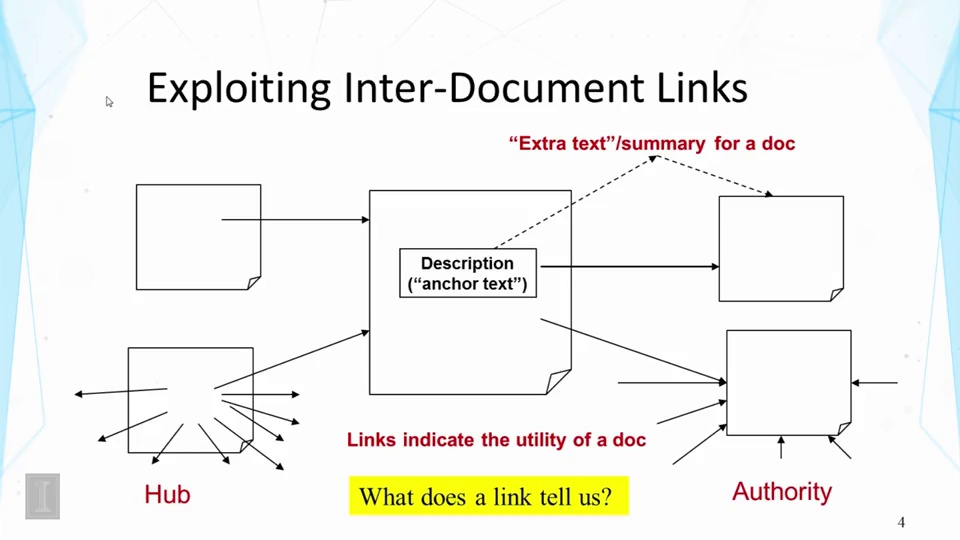 Exploiting Inter-Document Links
“Extra text”/summary for a doc
Description
(“anchor text”)
Links indicate the utility of a doc
Hub
What does a link tell us?
Authority
I
4